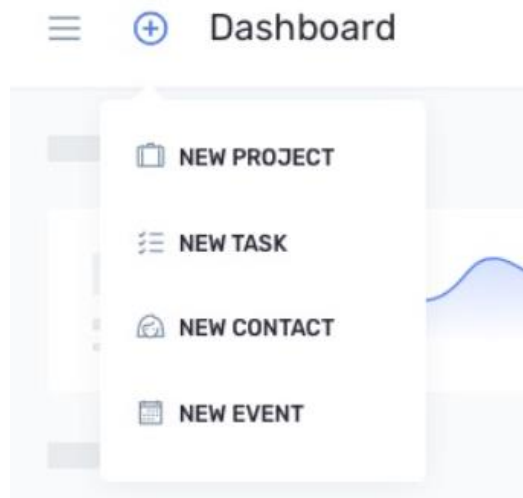 Dashboard
NEW PROJECT
NEW TASK
NEW CONTACT
NEW EVENT